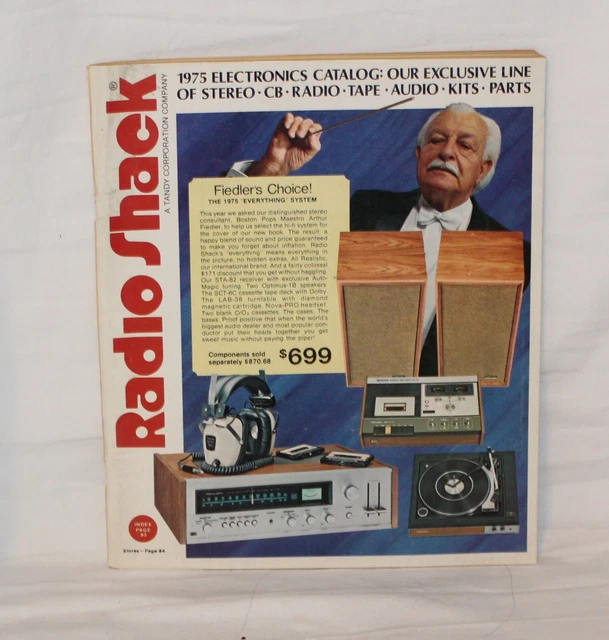 1975 ELECTRONICS CATALOG: OUR EXCLUSIVE LINE
OF STEREO · CB · RADIO · TAPE · AUDIO · KITS · PARTS
Radio Shack®
A TANDY CORPORATION COMPANY
Fiedler's Choice!
THE 1975 "EVERYTHING" SYSTEM
This year we asked our distinguished stereo
consultant, Boston Pops Maestro Arthur
Fiedler, to help us select the hi-fi system for
the cover of our new book. The result: a
happy blend of sound and price guaranteed
to make you forget about inflation. Radio
Shack's "everything" means everything in
the picture, no hidden extras. All Realistic,
our international brand. And a fairly colossal
$171 discount that you get without haggling.
Our STA-82 receiver with exclusive Auto-
Magic tuning. Two Optimus-1B speakers.
The SCT-6C cassette tape deck with Dolby.
The LAB-36 turntable with diamond
magnetic cartridge. Nova-PRO headset.
Two blank CrO₂ cassettes. The cases. The
bases. Proof positive that when the world's
biggest audio dealer and most popular con-
ductor put their heads together you get
sweet music without paying the piper!
Components sold
separately $870.68
$699
INDEX
PAGE
93
Stores - Page 84